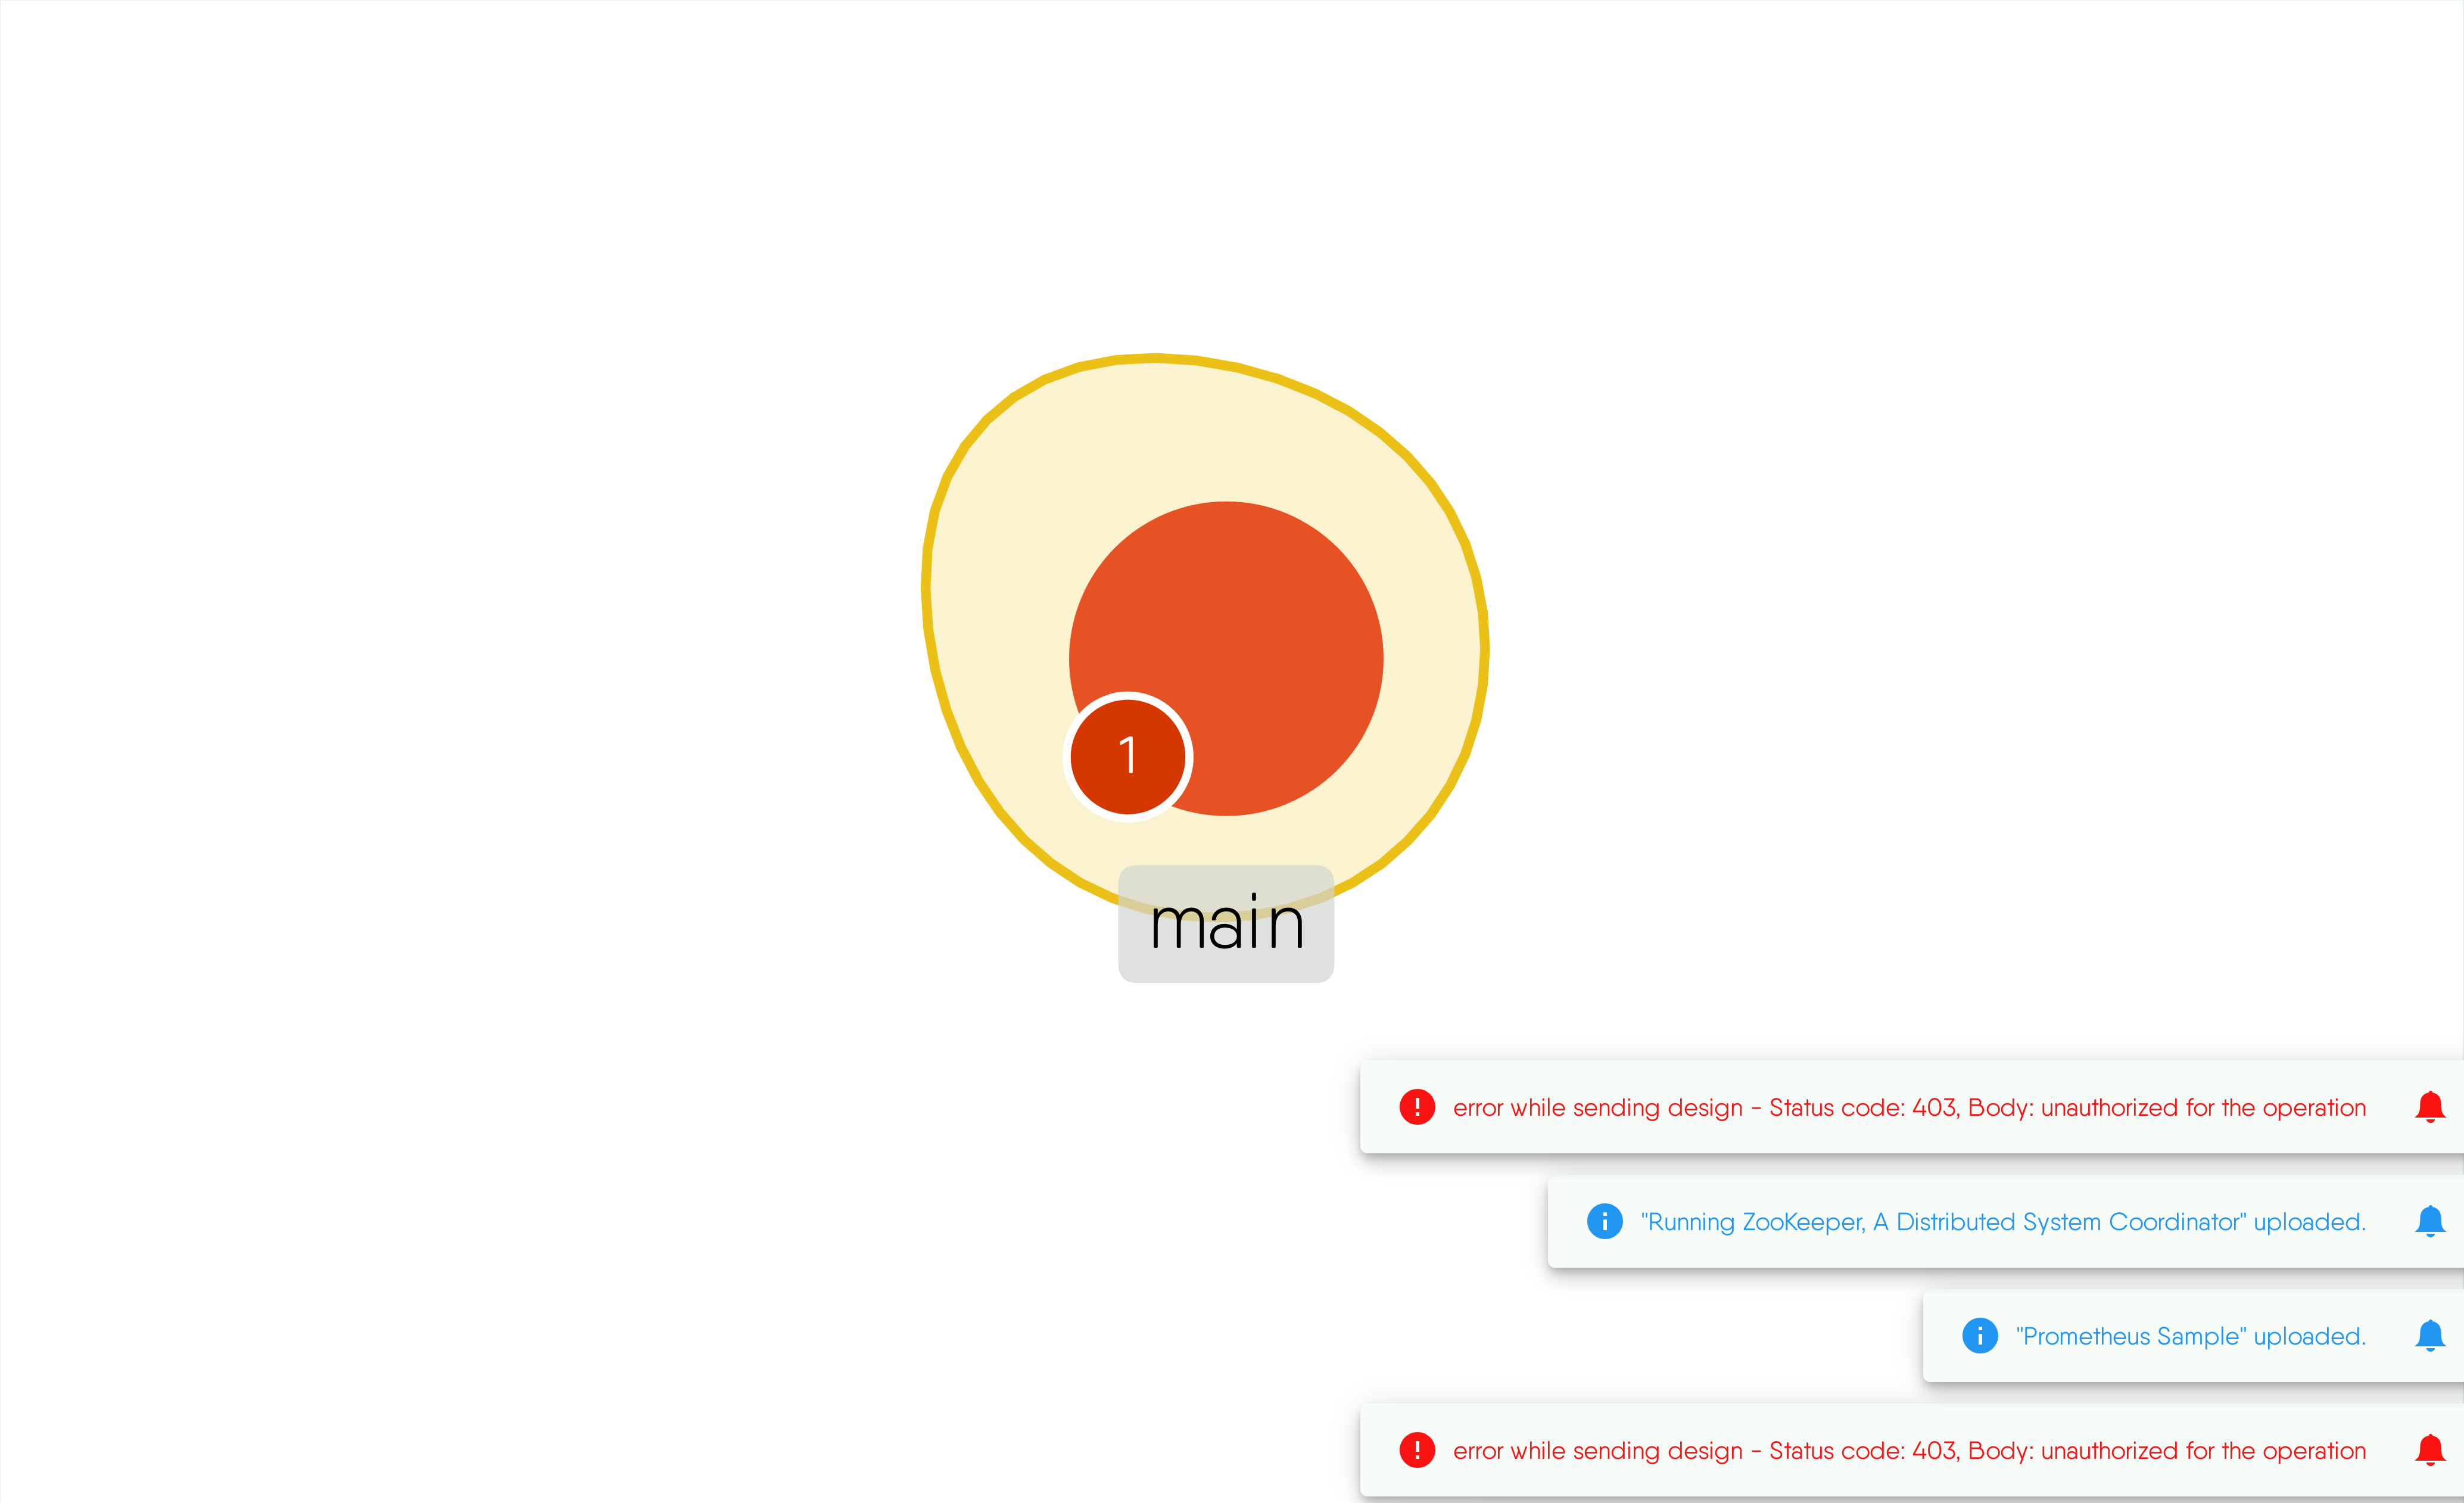 1
main
error while sending design - Status code: 403, Body: unauthorized for the operation
"Running ZooKeeper, A Distributed System Coordinator" uploaded.
"Prometheus Sample" uploaded.
error while sending design - Status code: 403, Body: unauthorized for the operation